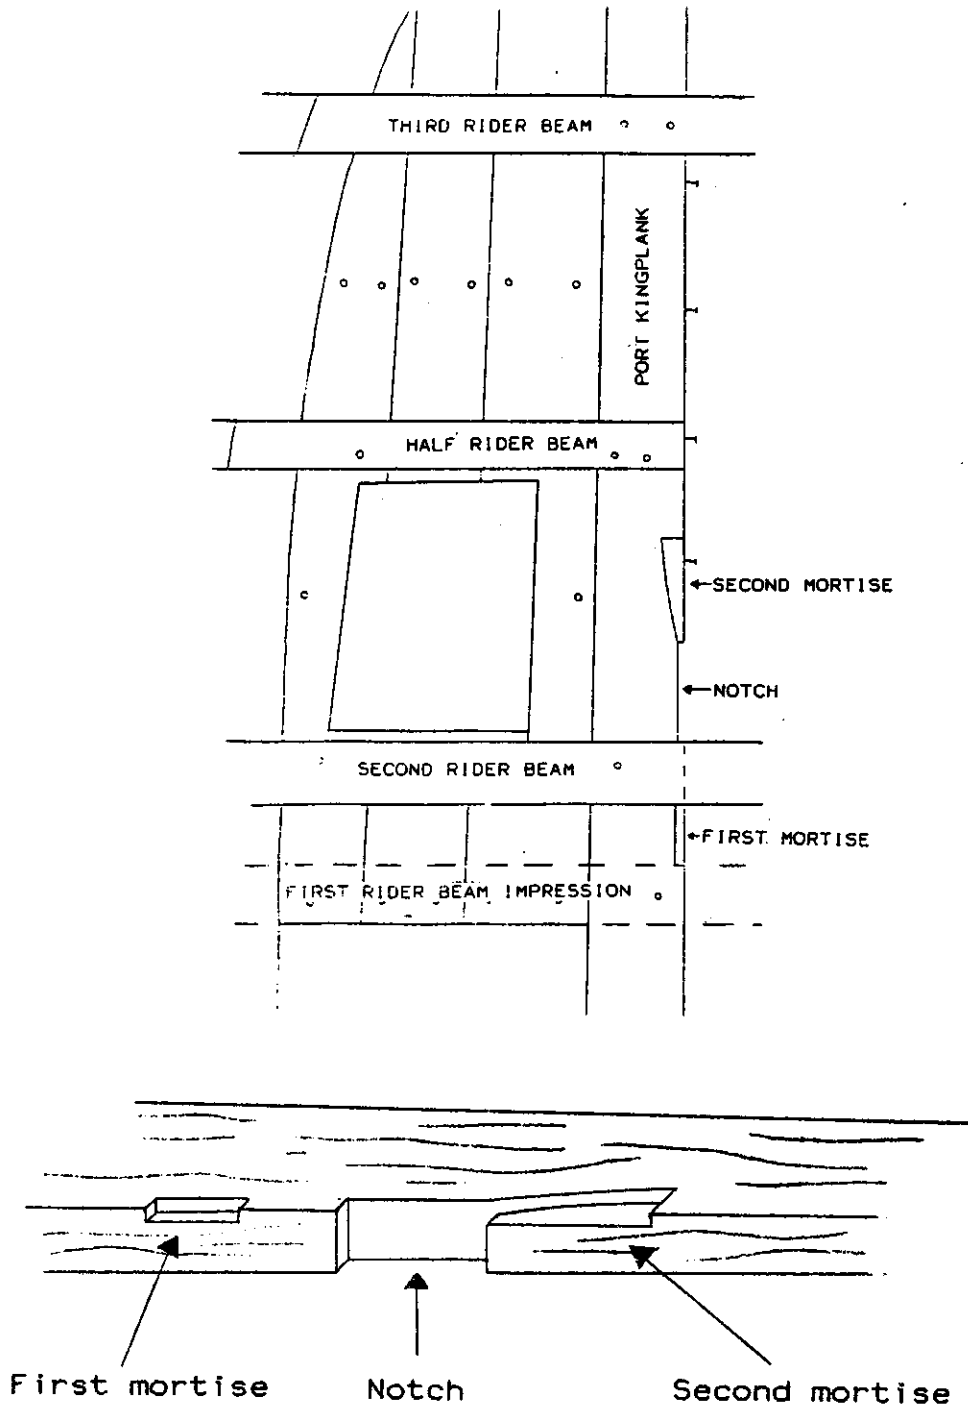 THIRD RIDER BEAM
PORT KINGPLANK
HALF RIDER BEAM
SECOND MORTISE
NOTCH
SECOND RIDER BEAM
FIRST MORTISE
FIRST RIDER BEAM IMPRESSION
First mortise
Notch
Second mortise